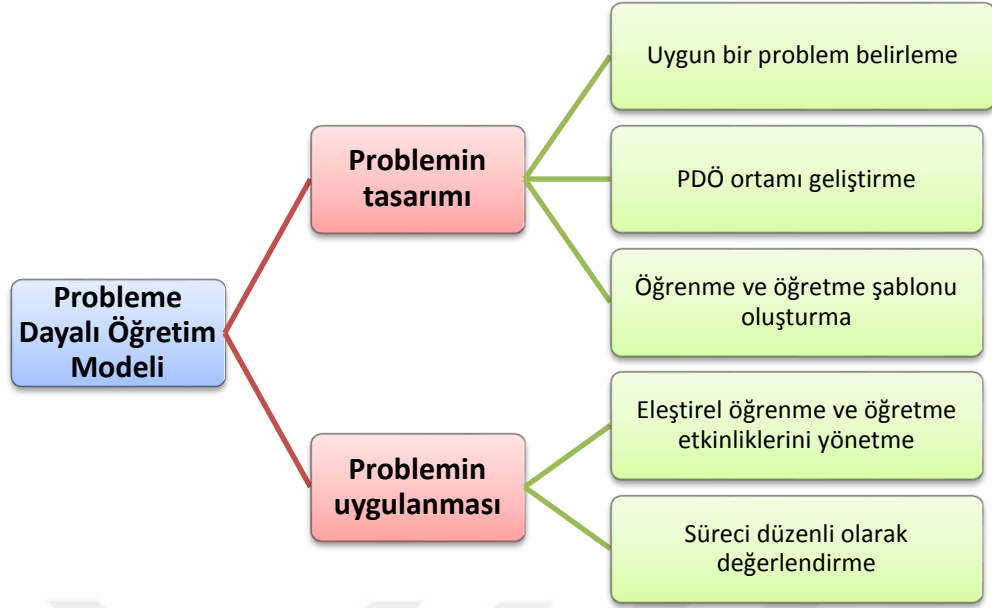 Probleme
Dayalı Öğretim
Modeli
Problemin
tasarımı
Uygun bir problem belirleme
PDÖ ortamı geliştirme
Öğrenme ve öğretme şablonu
oluşturma
Problemin
uygulanması
Eleştirel öğrenme ve öğretme
etkinliklerini yönetme
Süreci düzenli olarak
değerlendirme